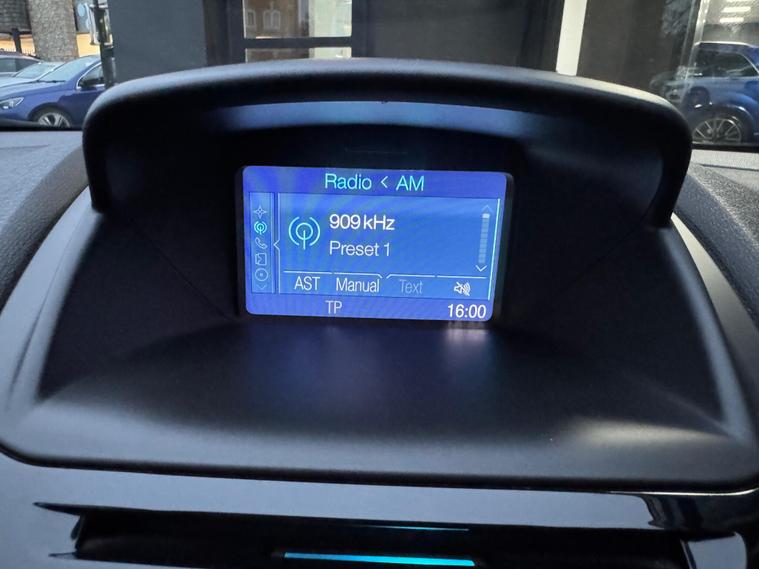 Radio < AM
909 kHz
Preset 1
AST Manual Text
TP 16:00